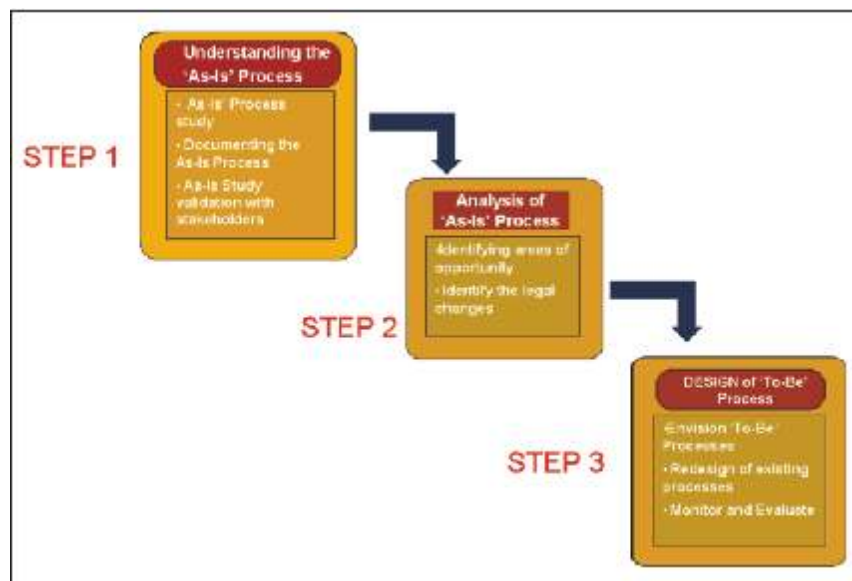 Understanding the
'As-Is' Process
- As-Is' Process
study
- Documenting the
As-Is Process
- As-Is Study
validation with
stakeholders
STEP 1
Analysis of
'As-Is' Process
Identifying areas of
opportunity
- Identify the legal
changes
STEP 2
DESIGN of 'To-Be'
Process
Envision 'To-Be'
Processes
- Redesign of existing
processes
- Monitor and Evaluate
STEP 3